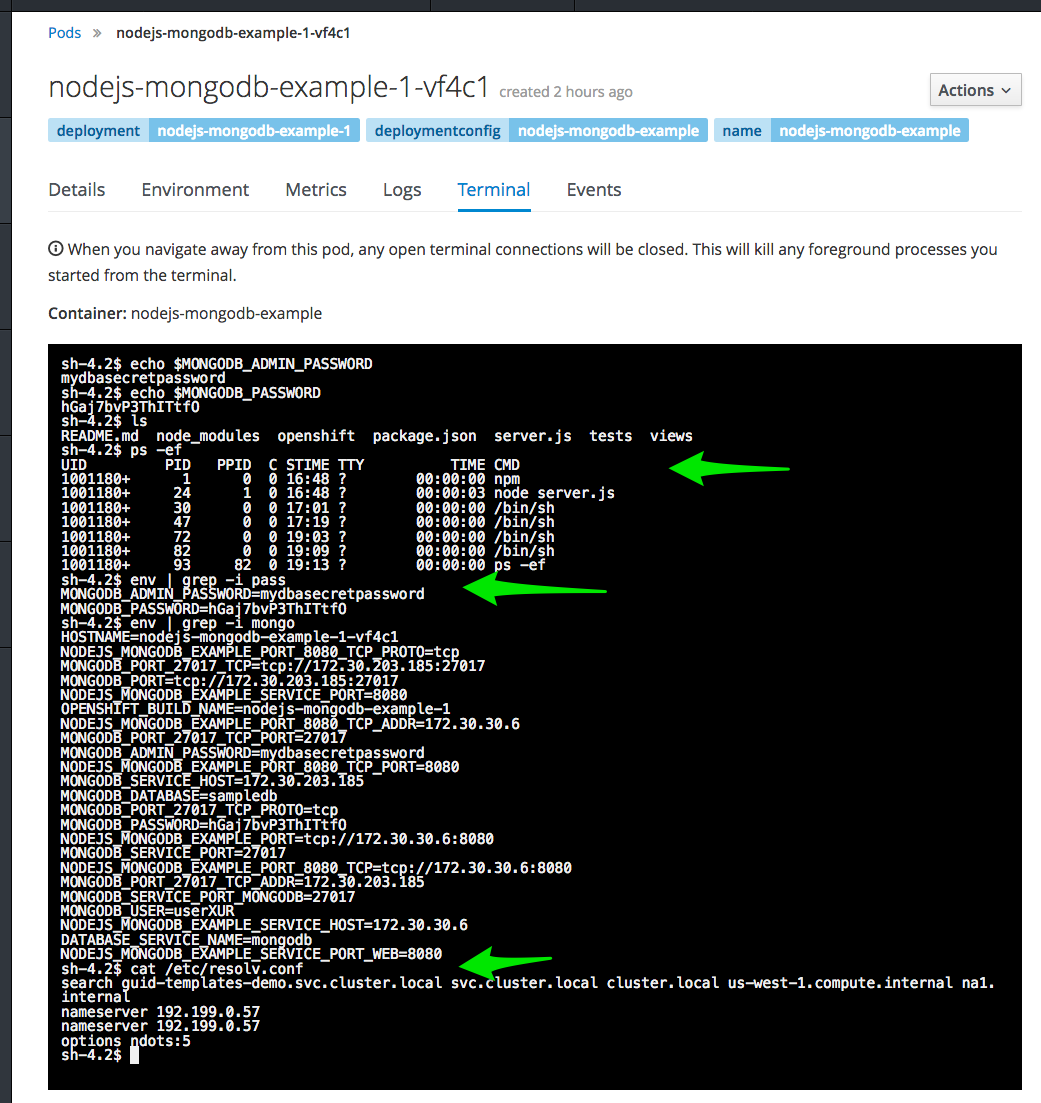 Pods » nodejs-mongodb-example-1-vf4c1
nodejs-mongodb-example-1-vf4c1 created 2 hours ago
Actions
deployment nodejs-mongodb-example-1 deploymentconfig nodejs-mongodb-example name nodejs-mongodb-example
Details Environment Metrics Logs Terminal Events
When you navigate away from this pod, any open terminal connections will be closed. This will kill any foreground processes you
started from the terminal.
Container: nodejs-mongodb-example
sh-4.2$ echo $MONGODB_ADMIN_PASSWORD
mydbasecretpassword
sh-4.2$ echo $MONGODB_PASSWORD
hGaj7bvP3ThITtfO
sh-4.2$ ls
README.md  node_modules  openshift  package.json  server.js  tests  views
sh-4.2$ ps -ef
UID        PID   PPID  C STIME TTY          TIME CMD
1001180+     1      0  0 16:48 ?        00:00:00 npm
1001180+    24      1  0 16:48 ?        00:00:03 node server.js
1001180+    30      0  0 17:01 ?        00:00:00 /bin/sh
1001180+    47      0  0 17:19 ?        00:00:00 /bin/sh
1001180+    72      0  0 19:03 ?        00:00:00 /bin/sh
1001180+    82      0  0 19:09 ?        00:00:00 /bin/sh
1001180+    93     82  0 19:13 ?        00:00:00 ps -ef
sh-4.2$ env | grep -i pass
MONGODB_ADMIN_PASSWORD=mydbasecretpassword
MONGODB_PASSWORD=hGaj7bvP3ThITtfO
sh-4.2$ env | grep -i mongo
HOSTNAME=nodejs-mongodb-example-1-vf4c1
NODEJS_MONGODB_EXAMPLE_PORT_8080_TCP_PROTO=tcp
MONGODB_PORT_27017_TCP=tcp://172.30.203.185:27017
MONGODB_PORT=tcp://172.30.203.185:27017
NODEJS_MONGODB_EXAMPLE_SERVICE_PORT=8080
OPENSHIFT_BUILD_NAME=nodejs-mongodb-example-1
NODEJS_MONGODB_EXAMPLE_PORT_8080_TCP_ADDR=172.30.30.6
MONGODB_PORT_27017_TCP_PORT=27017
MONGODB_ADMIN_PASSWORD=mydbasecretpassword
NODEJS_MONGODB_EXAMPLE_PORT_8080_TCP_PORT=8080
MONGODB_SERVICE_HOST=172.30.203.185
MONGODB_DATABASE=sampledb
MONGODB_PORT_27017_TCP_PROTO=tcp
MONGODB_PASSWORD=hGaj7bvP3ThITtfO
NODEJS_MONGODB_EXAMPLE_PORT=tcp://172.30.30.6:8080
MONGODB_SERVICE_PORT=27017
NODEJS_MONGODB_EXAMPLE_PORT_8080_TCP=tcp://172.30.30.6:8080
MONGODB_PORT_27017_TCP_ADDR=172.30.203.185
MONGODB_SERVICE_PORT_MONGODB=27017
MONGODB_USER=userXUR
NODEJS_MONGODB_EXAMPLE_SERVICE_HOST=172.30.30.6
DATABASE_SERVICE_NAME=mongodb
NODEJS_MONGODB_EXAMPLE_SERVICE_PORT_WEB=8080
sh-4.2$ cat /etc/resolv.conf
search guid-templates-demo.svc.cluster.local svc.cluster.local cluster.local us-west-1.compute.internal na1.
internal
nameserver 192.199.0.57
nameserver 192.199.0.57
options ndots:5
sh-4.2$